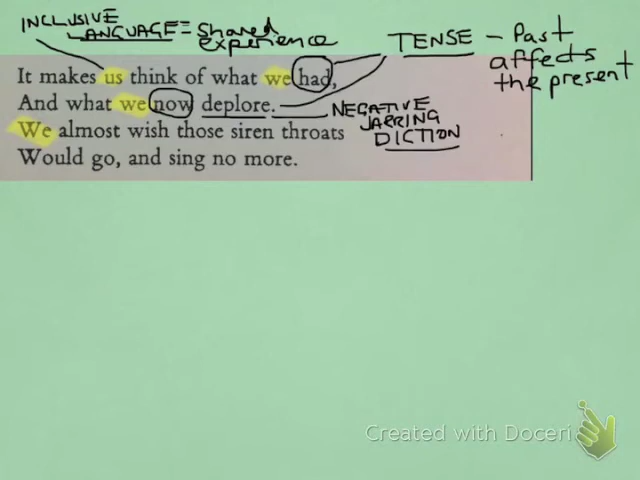 INCLUSIVE
LANGUAGE = Shared
experience
TENSE - Past
affects
the present
It makes us think of what we had,
And what we now deplore.
NEGATIVE
JARRING
DICTION
We almost wish those siren throats
Would go, and sing no more.
Created with Doceri